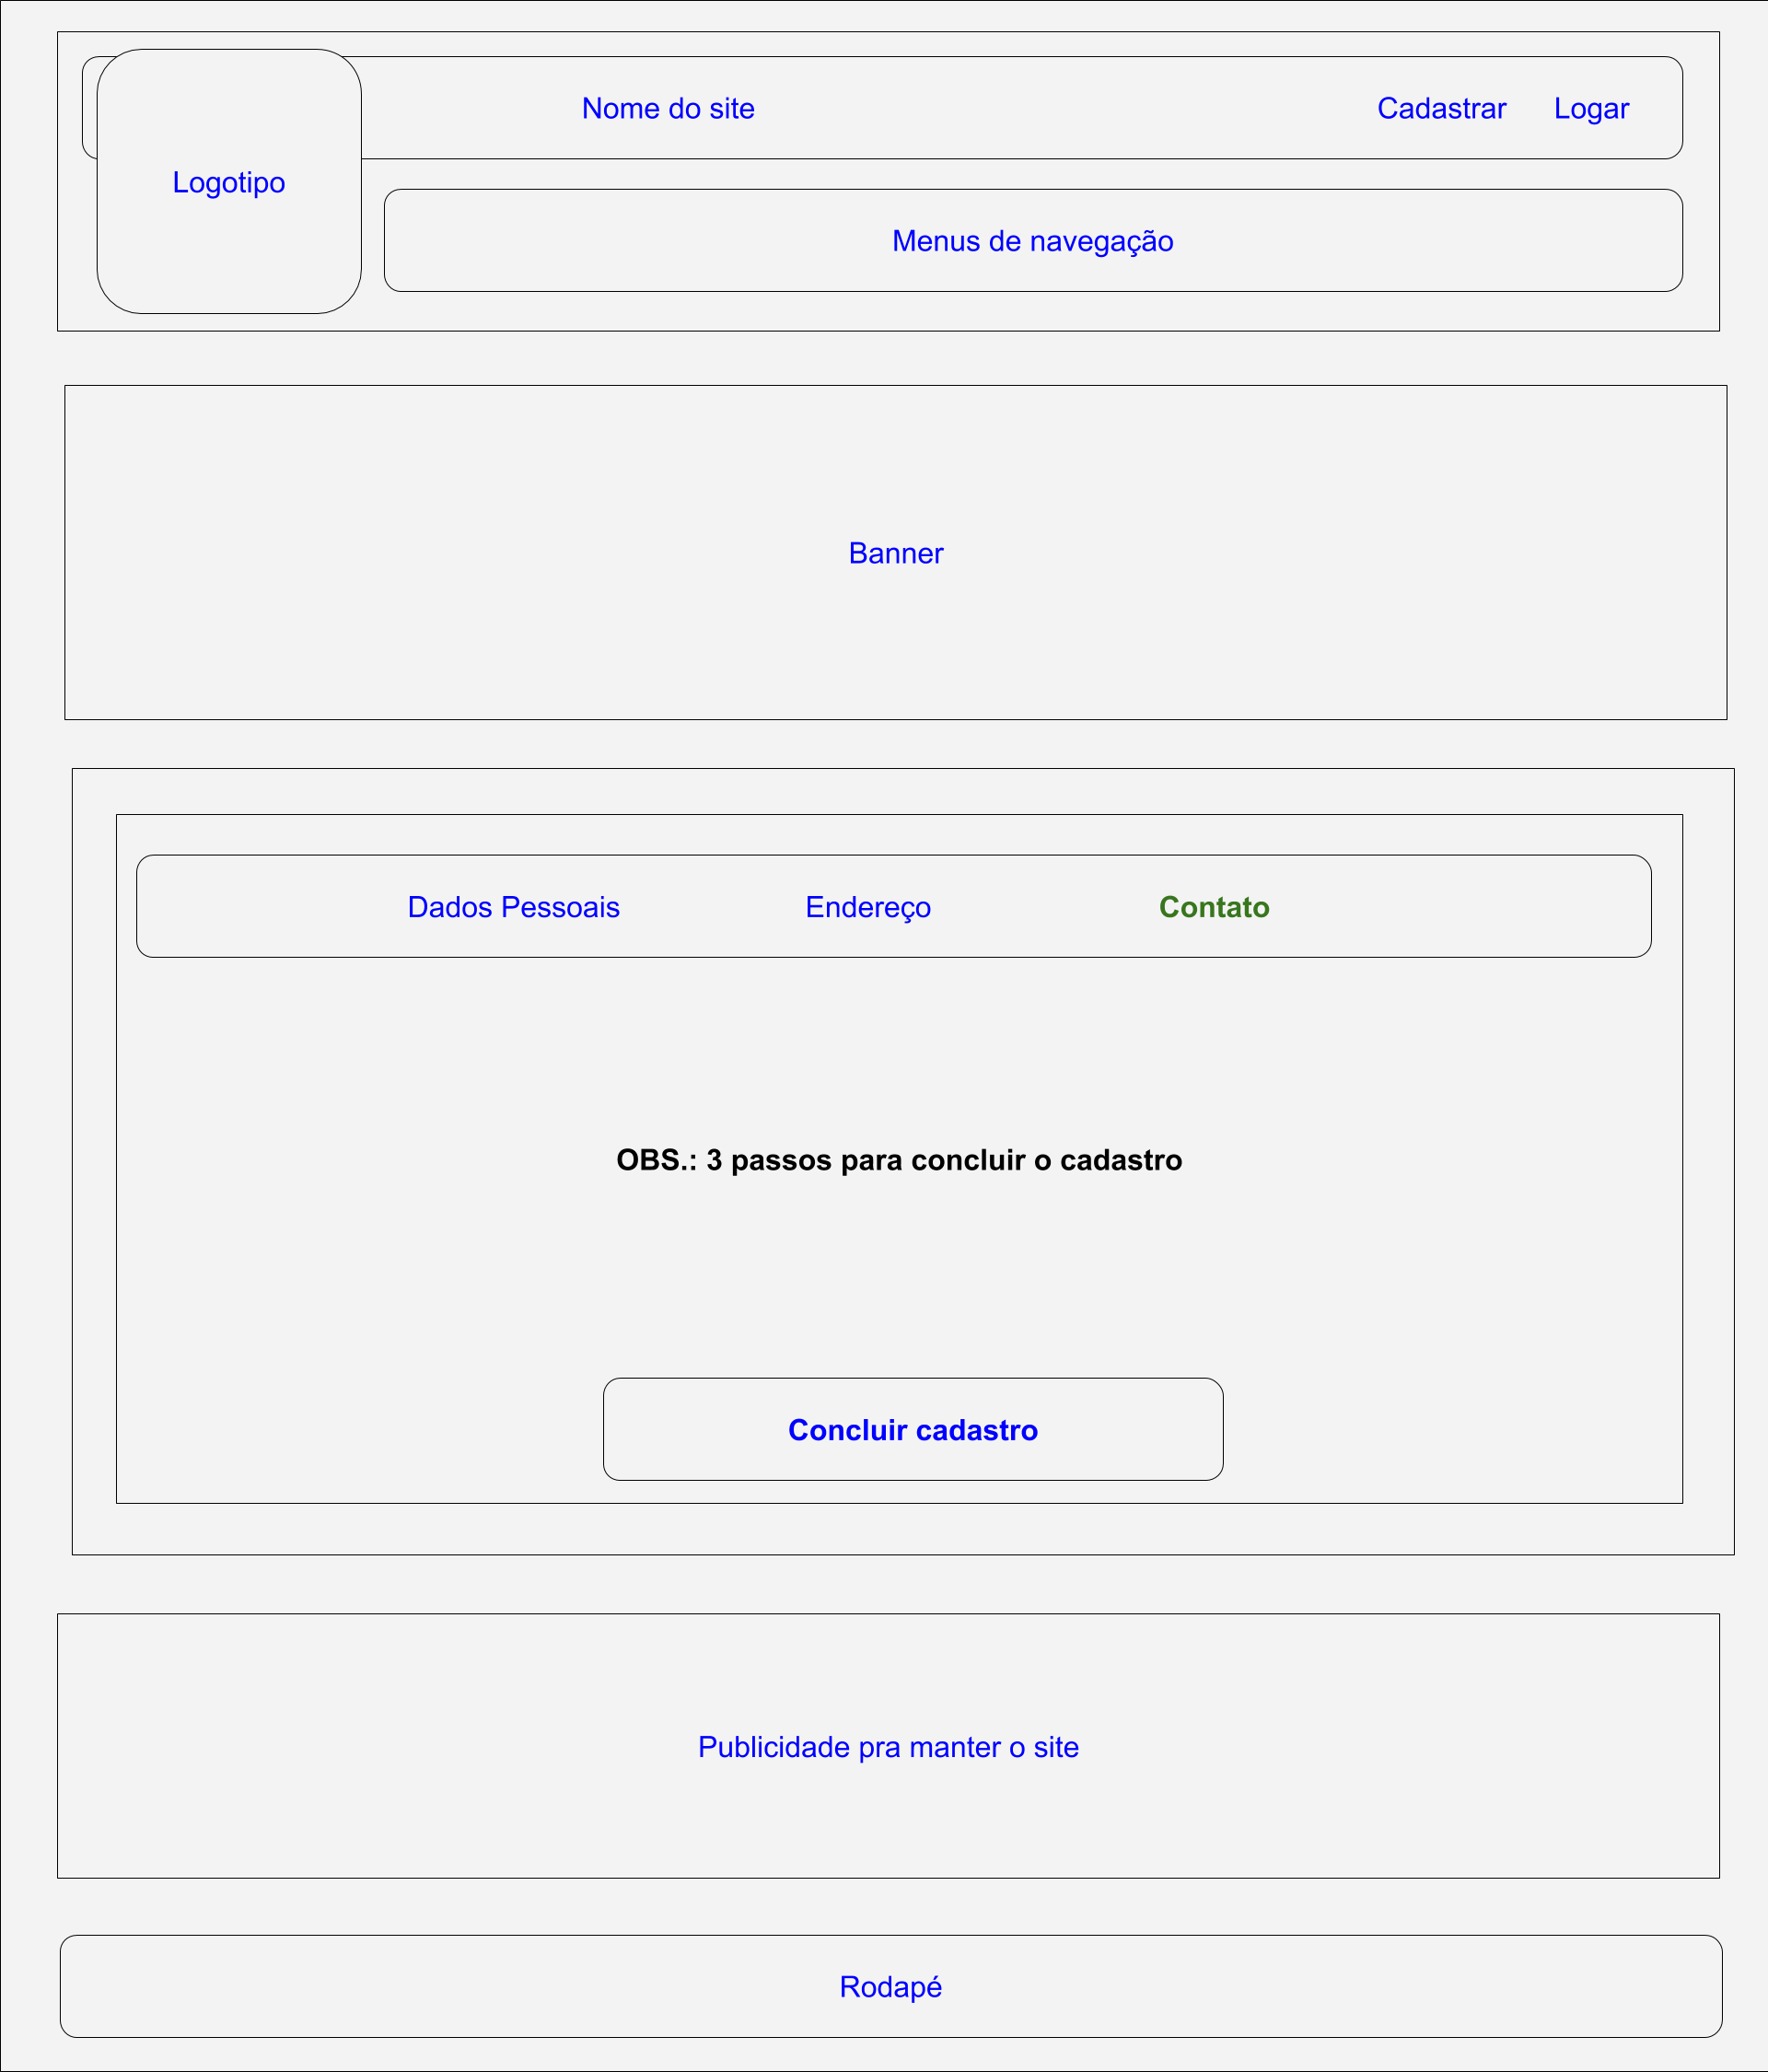 Nome do site
Cadastrar
Logar
Logotipo
Menus de navegação
Banner
Dados Pessoais
Endereço
Contato
OBS.: 3 passos para concluir o cadastro
Concluir cadastro
Publicidade pra manter o site
Rodapé